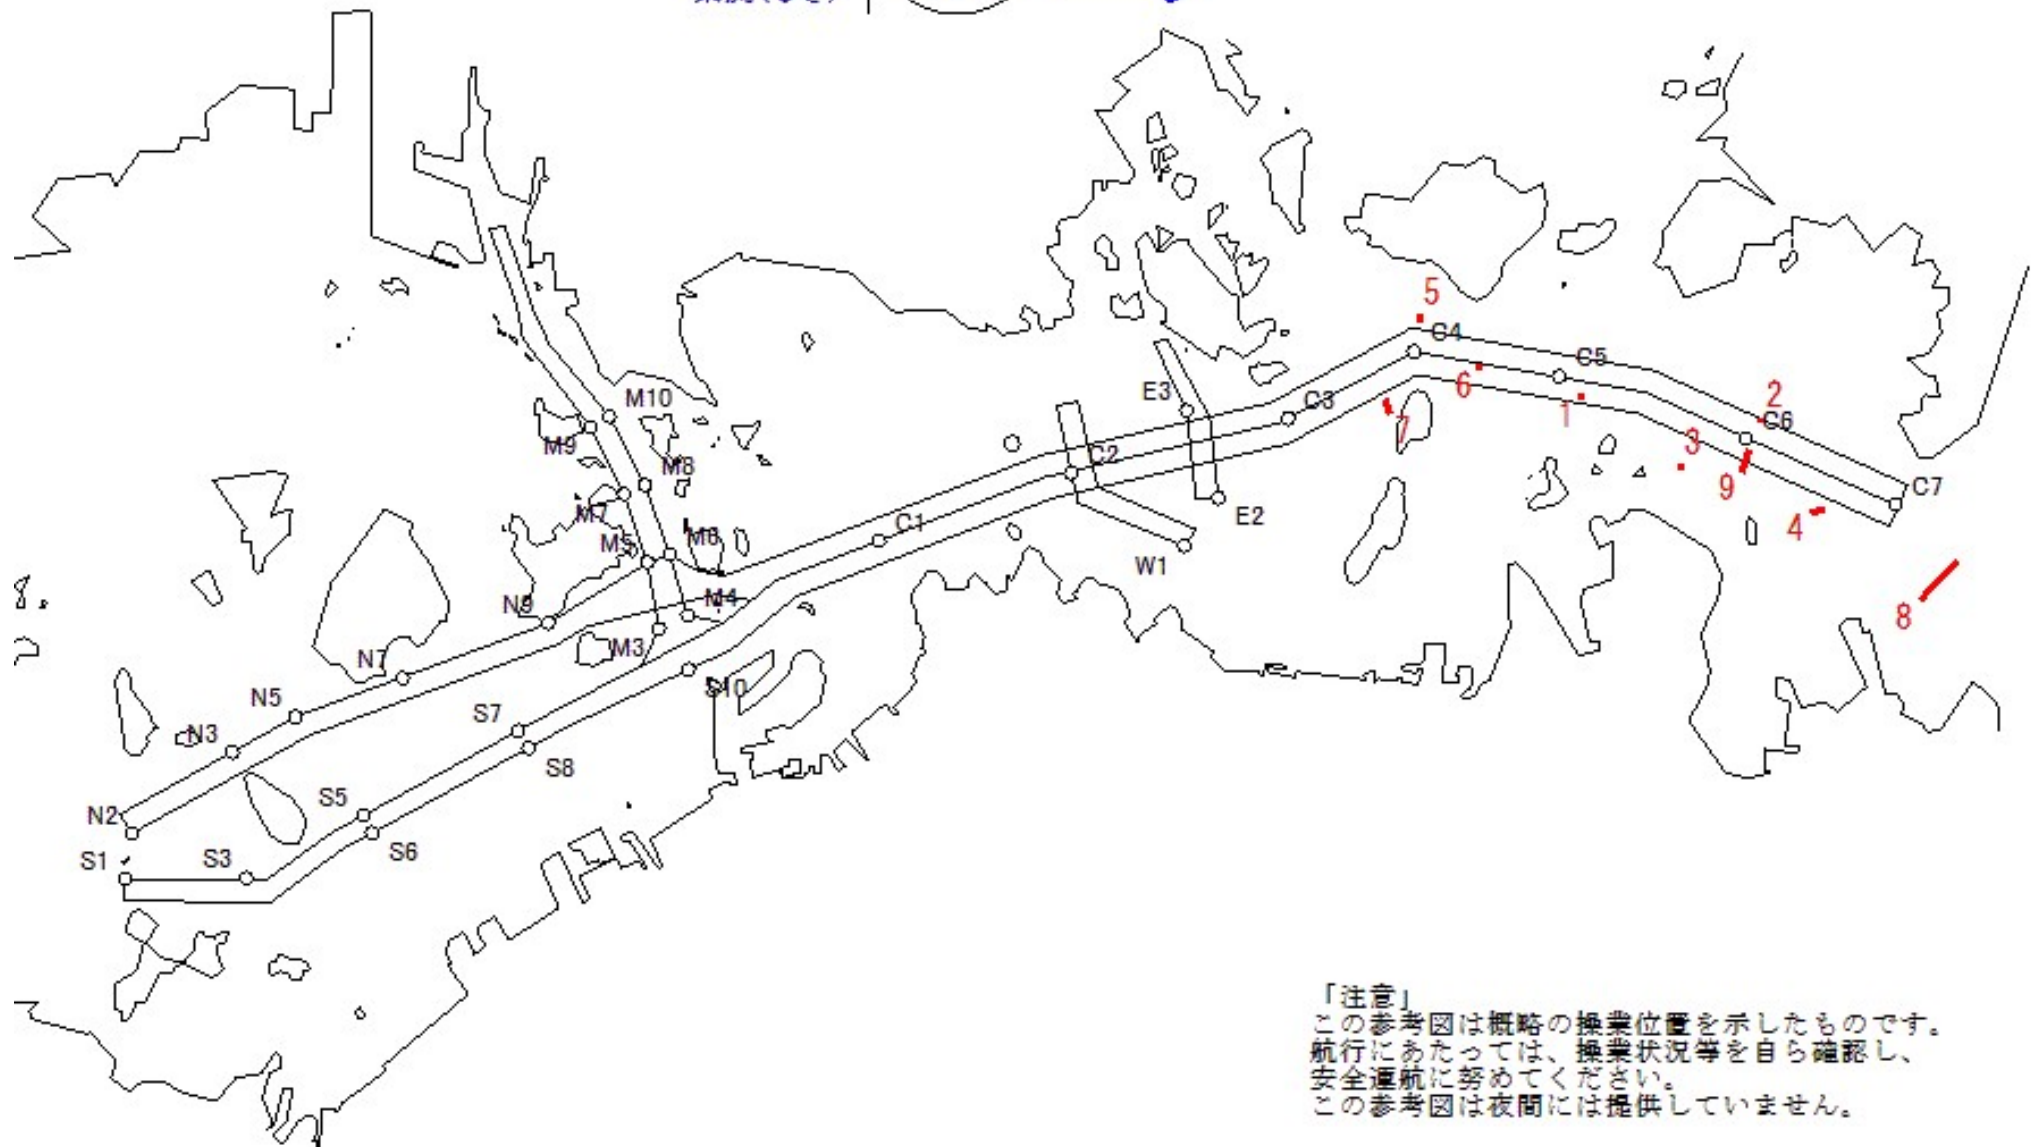 5
C4
C5
6
2
E3
M10
C3
1
C6
7
M9
3
C2
M8
9
C7
E2
M7
C1
4
M6
M5
W1
N9
M4
8
M3
N7
S10
N5
S7
N3
S8
S5
N2
S6
S1
S3
「注意」
この参考図は概略の操業位置を示したものです。
航行にあたっては、操業状況等を自ら確認し、
安全運航に努めてください。
この参考図は夜間には提供していません。